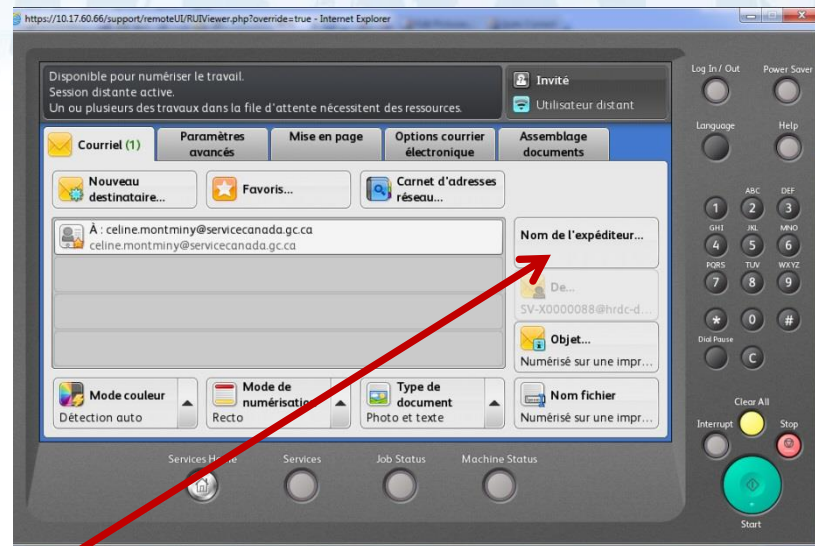 https://10.17.60.66/support/remoteUI/RUIViewer.php?override=true - Internet Explorer
Disponible pour numériser le travail.
Session distante active.
Un ou plusieurs des travaux dans la file d'attente nécessitent des ressources.
Invité
Utilisateur distant
Log In / Out
Power Saver
Language
Help
Courriel (1)
Paramètres
avancés
Mise en page
Options courrier
électronique
Assemblage
documents
Nouveau
destinataire...
Favoris...
Carnet d'adresses
réseau...
À : celine.montminy@servicecanada.gc.ca
celine.montminy@servicecanada.gc.ca
Nom de l'expéditeur...
De...
SV-X0000088@hrdc-d...
Objet...
Numérisé sur une impr...
Mode couleur
Détection auto
Mode de
numérisation
Recto
Type de
document
Photo et texte
Nom fichier
Numérisé sur une impr...
ABC
DEF
1
2
3
GHI
JKL
MNO
4
5
6
PQRS
TUV
WXYZ
7
8
9
*
0
#
Dial Pause
C
Clear All
Interrupt
Stop
Start
Services Home
Services
Job Status
Machine Status